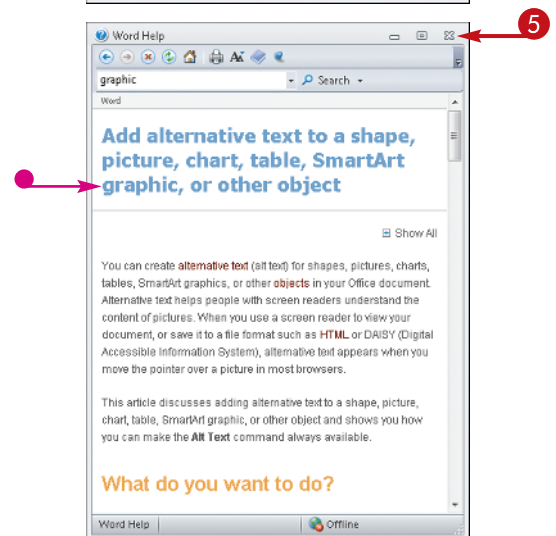 5
Word Help
graphic
Search
Word
Add alternative text to a shape,
picture, chart, table, SmartArt
graphic, or other object
Show All
You can create alternative text (alt text) for shapes, pictures, charts,
tables, SmartArt graphics, or other objects in your Office document.
Alternative text helps people with screen readers understand the
content of pictures. When you use a screen reader to view your
document, or save it to a file format such as HTML or DAISY (Digital
Accessible Information System), alternative text appears when you
move the pointer over a picture in most browsers.
This article discusses adding alternative text to a shape, picture,
chart, table, SmartArt graphic, or other object and shows you how
you can make the Alt Text command always available.
What do you want to do?
Word Help
Offline